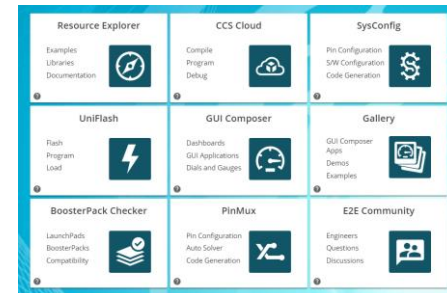 Resource Explorer
Examples
Libraries
Documentation
CCS Cloud
Compile
Program
Debug
SysConfig
Pin Configuration
S/W Configuration
Code Generation
UniFlash
Flash
Program
Load
GUI Composer
Dashboards
GUI Applications
Dials and Gauges
Gallery
GUI Composer
Apps
Demos
Examples
BoosterPack Checker
LaunchPads
BoosterPacks
Compatibility
PinMux
Pin Configuration
Auto Solver
Code Generation
E2E Community
Engineers
Questions
Discussions